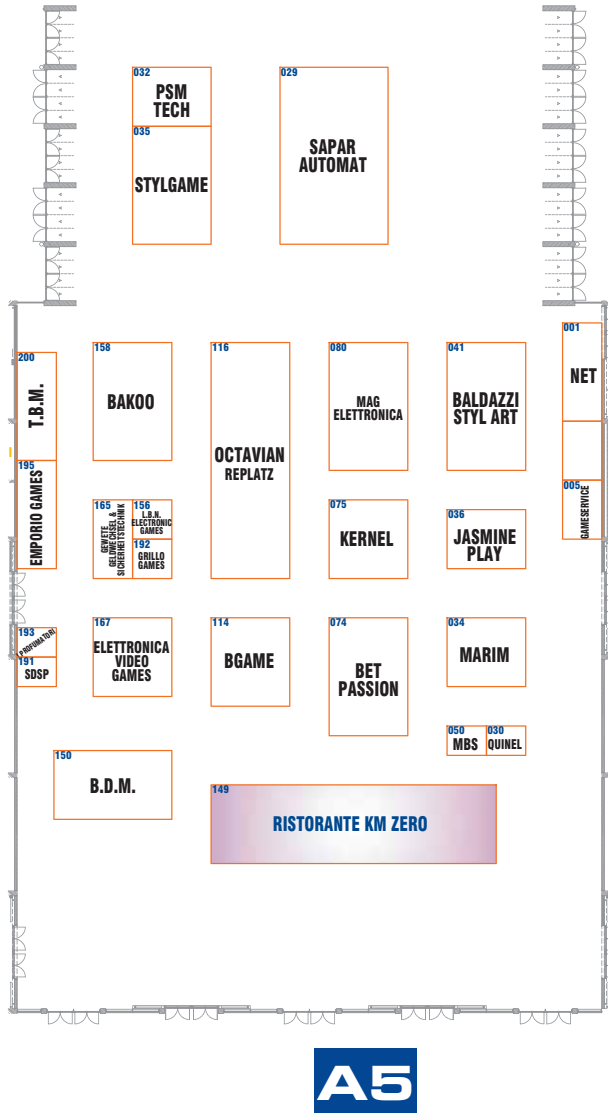 032
PSM
TECH
029
SAPAR
AUTOMAT
035
STYLGAME
001
NET
200
T.B.M.
158
BAKOO
116
OCTAVIAN
REPLATZ
080
MAG
ELETTRONICA
041
BALDAZZI
STYL ART
195
EMPORIO GAMES
005
GAMESERVICE
165
GEWETE
GELDWECHSEL &
SICHERHEITSTECHNIK
156
L.B.N.
ELECTRONIC
GAMES
192
GRILLO
GAMES
075
KERNEL
036
JASMINE
PLAY
193
I PROFUMATORI
191
SDSP
167
ELETTRONICA
VIDEO
GAMES
114
BGAME
074
BET
PASSION
034
MARIM
050
MBS
030
QUINEL
150
B.D.M.
149
RISTORANTE KM ZERO
A5